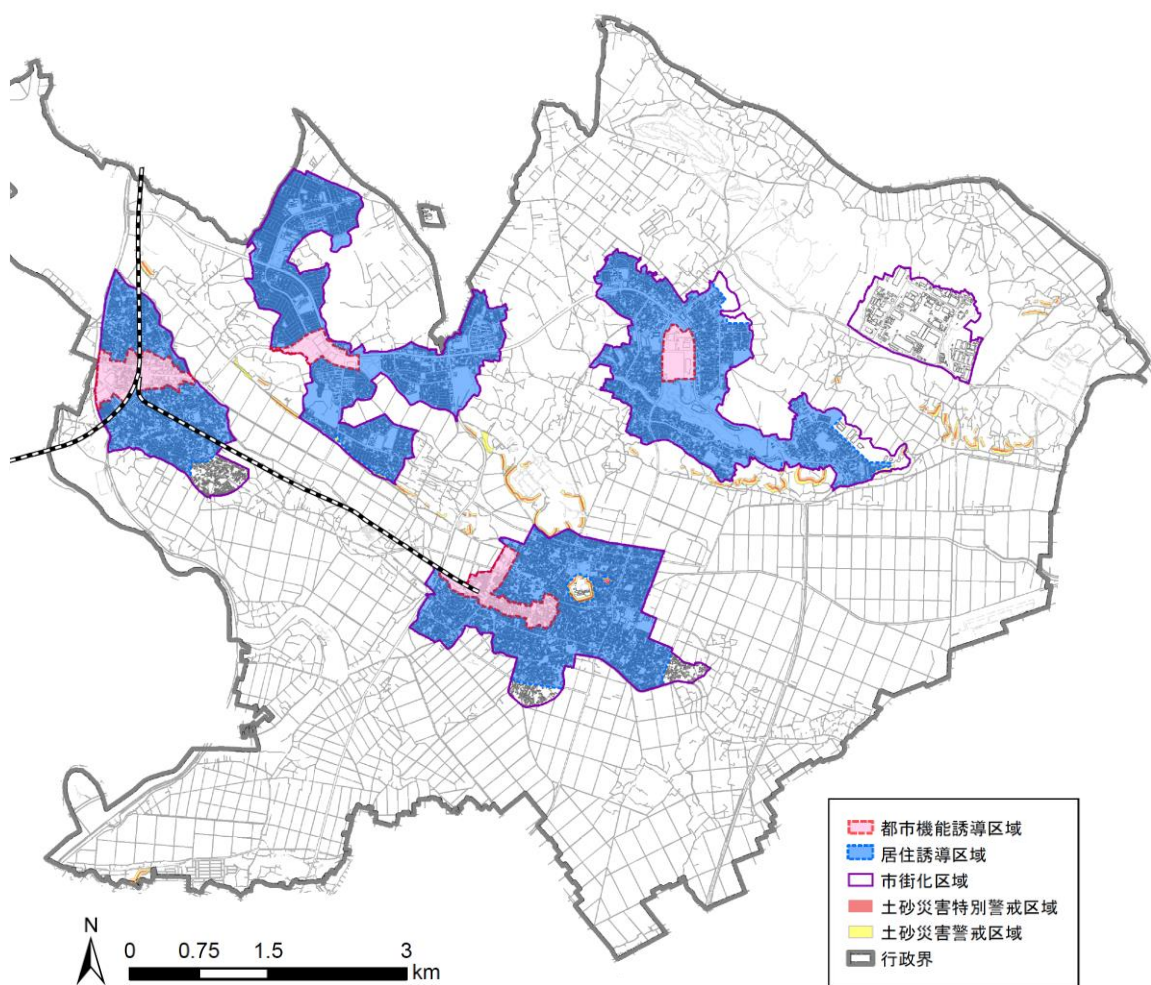 都市機能誘導区域
居住誘導区域
市街化区域
土砂災害特別警戒区域
土砂災害警戒区域
行政界
N
0 0.75 1.5 3
km